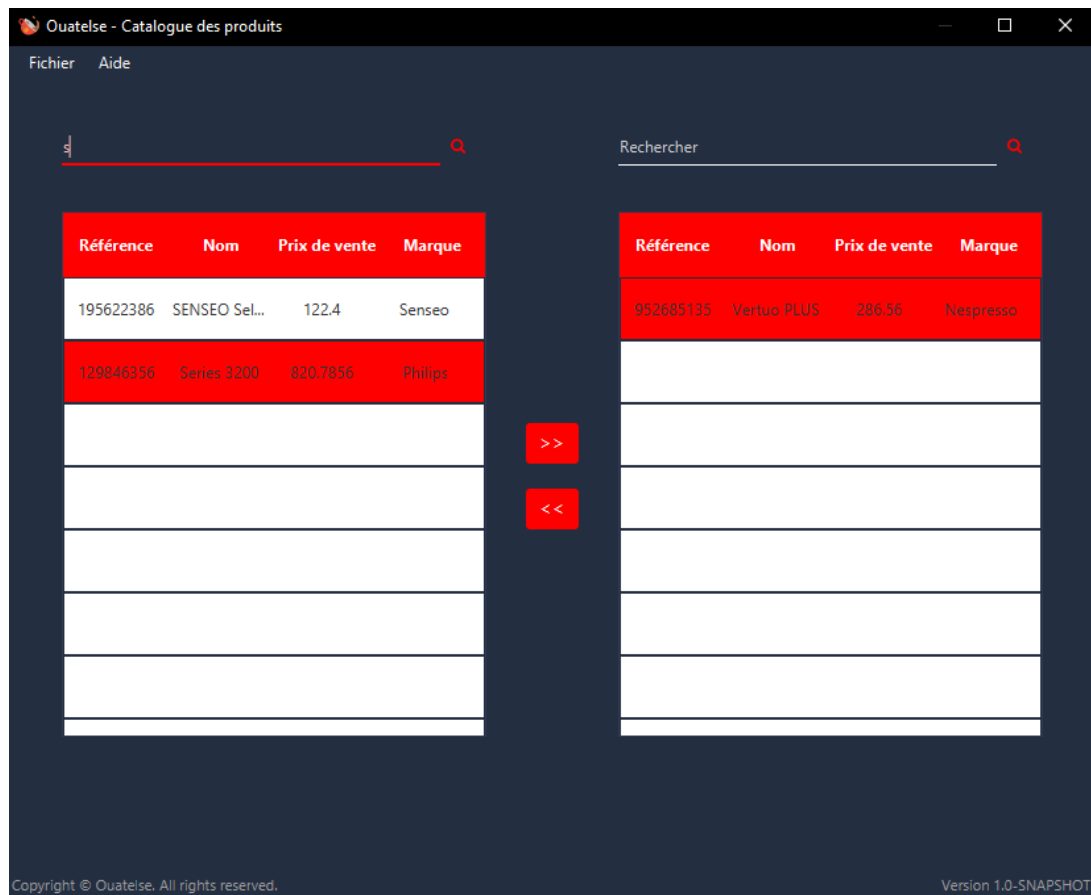 Ouatelse - Catalogue des produits
Fichier Aide
s Rechercher
Référence Nom Prix de vente Marque Référence Nom Prix de vente Marque
195622386 SENSEO Sel... 122.4 Senseo 952685135 Vertuo PLUS 286.56 Nespresso
129846356 Series 3200 820.7856 Philips
>>
<<
Copyright © Ouatelse. All rights reserved. Version 1.0-SNAPSHOT